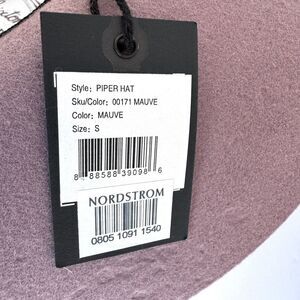 Style: PIPER HAT
Sku/Color: 00171 MAUVE
Color: MAUVE
Size: S
8 88588 39098 6
NORDSTROM
0805 1091 1540